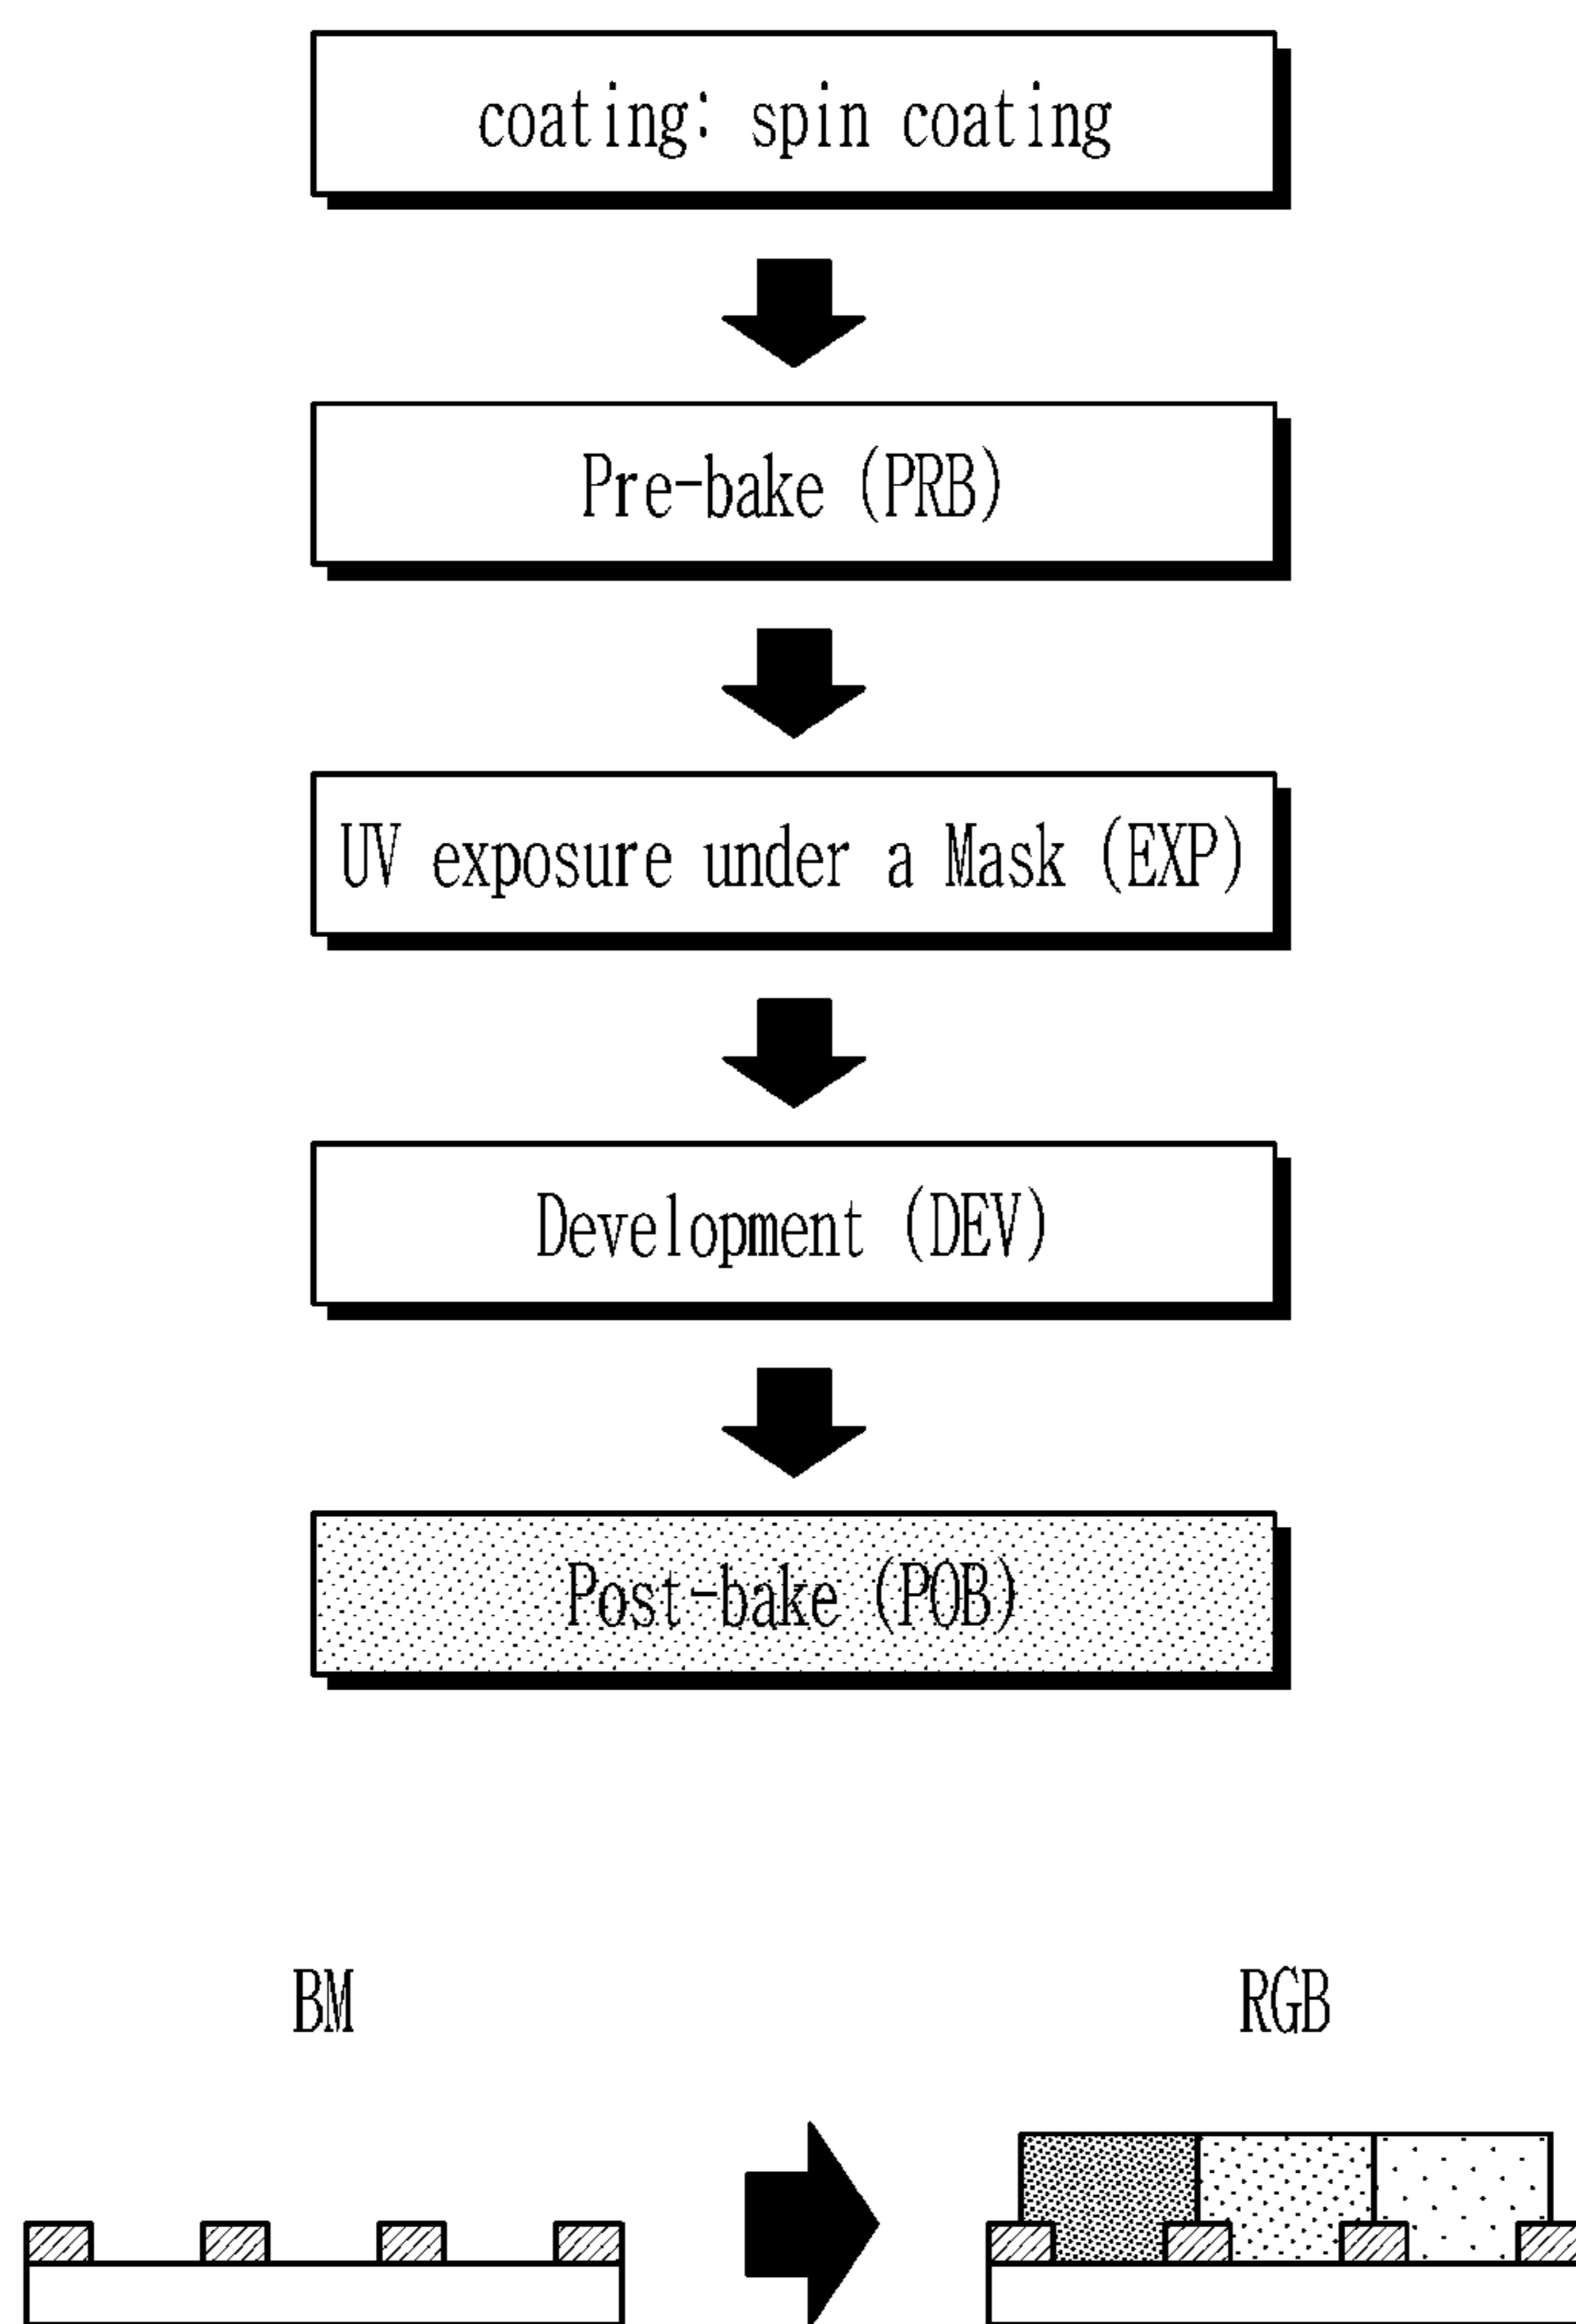 coating: spin coating
Pre-bake (PRB)
UV exposure under a Mask (EXP)
Development (DEV)
Post-bake (POB)
BM
RGB